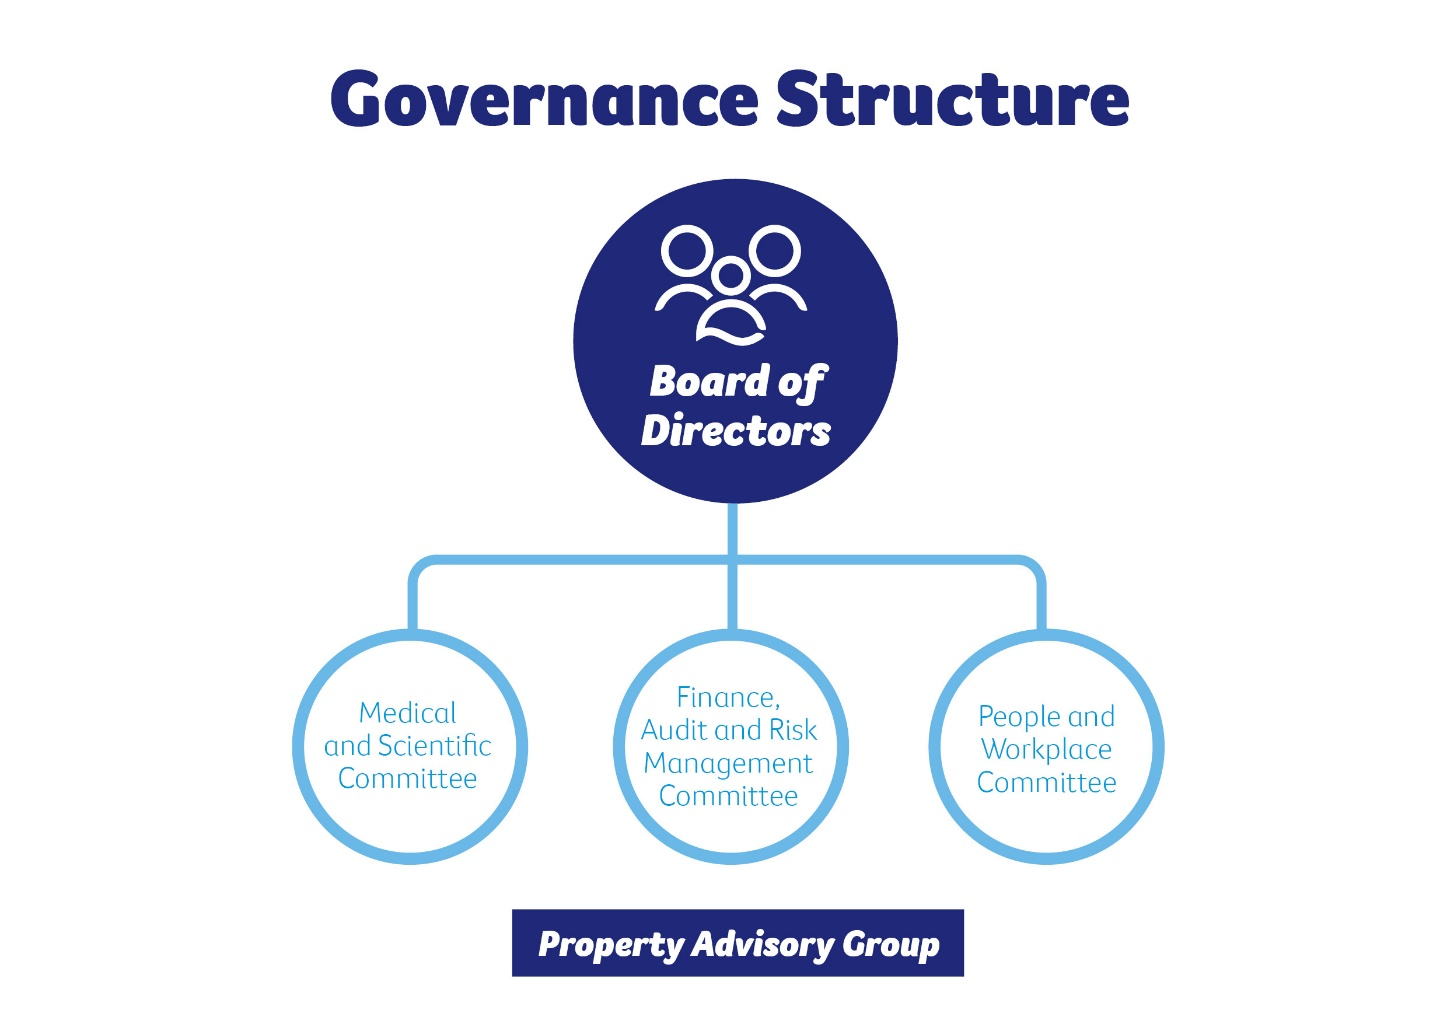 Governance Structure
Board of
Directors
Medical
and Scientific
Committee
Finance,
Audit and Risk
Management
Committee
People and
Workplace
Committee
Property Advisory Group